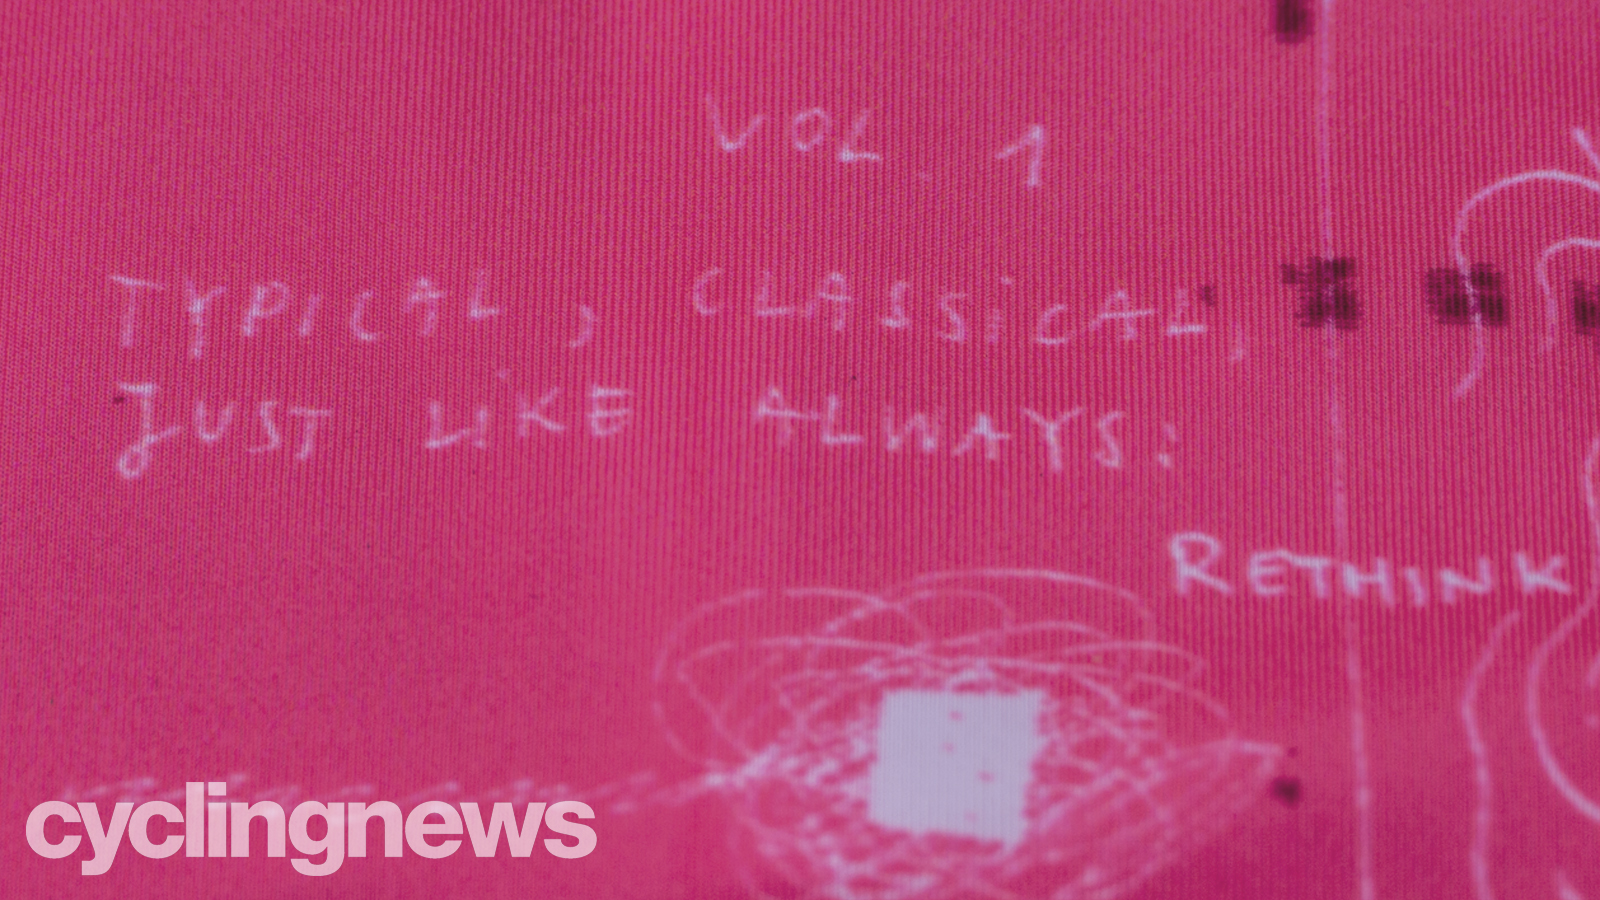 VOL. 1
TYPICAL, CLASSICAL,
JUST LIKE ALWAYS:
RETHINK
cyclingnews